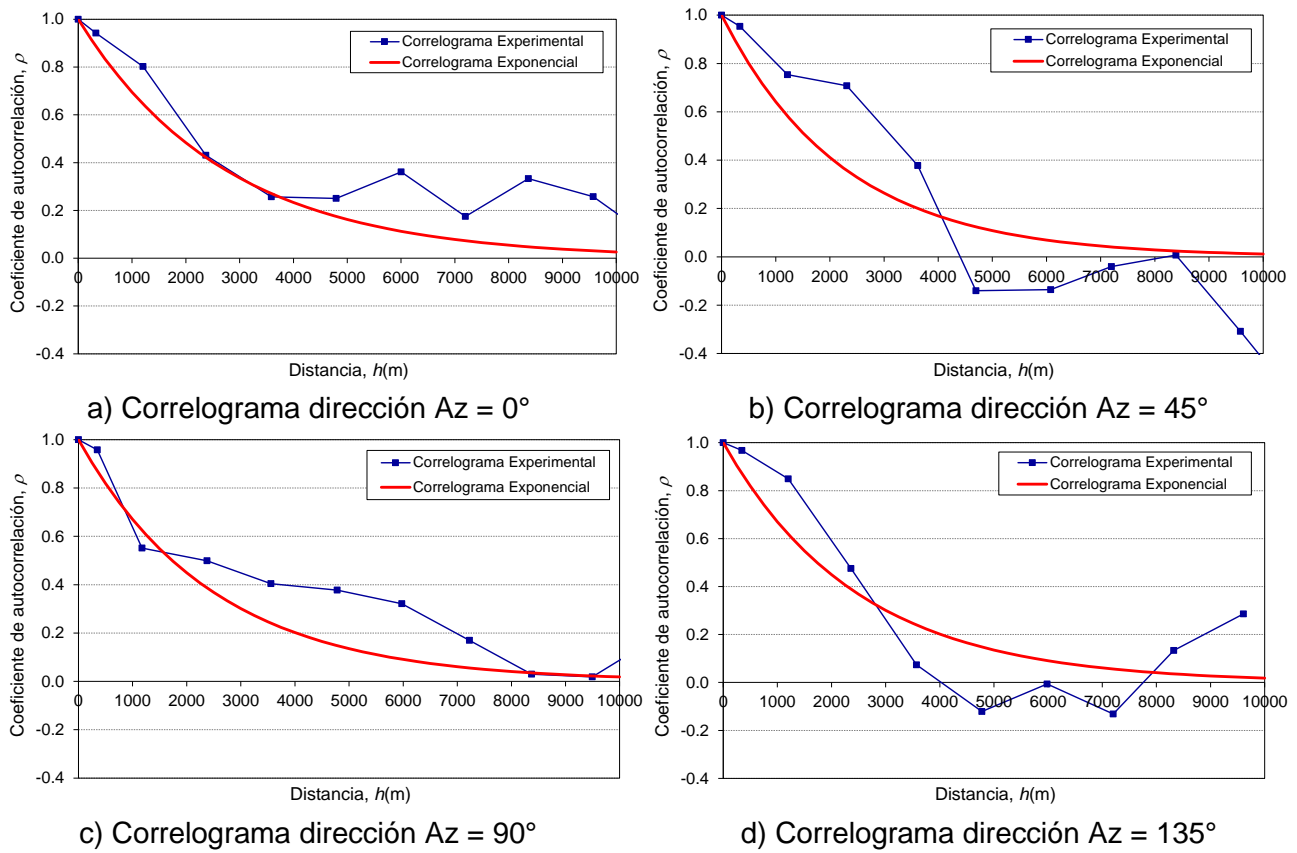 1.0
0.8
0.6
0.4
0.2
0.0
-0.2
-0.4
0 1000 2000 3000 4000 5000 6000 7000 8000 9000 10000
Coeficiente de autocorrelación, ρ
Distancia, h(m)
Correlograma Experimental
Correlograma Exponencial
a) Correlograma dirección Az = 0°
1.0
0.8
0.6
0.4
0.2
0.0
-0.2
-0.4
0 1000 2000 3000 4000 5000 6000 7000 8000 9000 10000
Coeficiente de autocorrelación, ρ
Distancia, h(m)
Correlograma Experimental
Correlograma Exponencial
b) Correlograma dirección Az = 45°
1.0
0.8
0.6
0.4
0.2
0.0
-0.2
-0.4
0 1000 2000 3000 4000 5000 6000 7000 8000 9000 10000
Coeficiente de autocorrelación, ρ
Distancia, h(m)
Correlograma Experimental
Correlograma Exponencial
c) Correlograma dirección Az = 90°
1.0
0.8
0.6
0.4
0.2
0.0
-0.2
-0.4
0 1000 2000 3000 4000 5000 6000 7000 8000 9000 10000
Coeficiente de autocorrelación, ρ
Distancia, h(m)
Correlograma Experimental
Correlograma Exponencial
d) Correlograma dirección Az = 135°